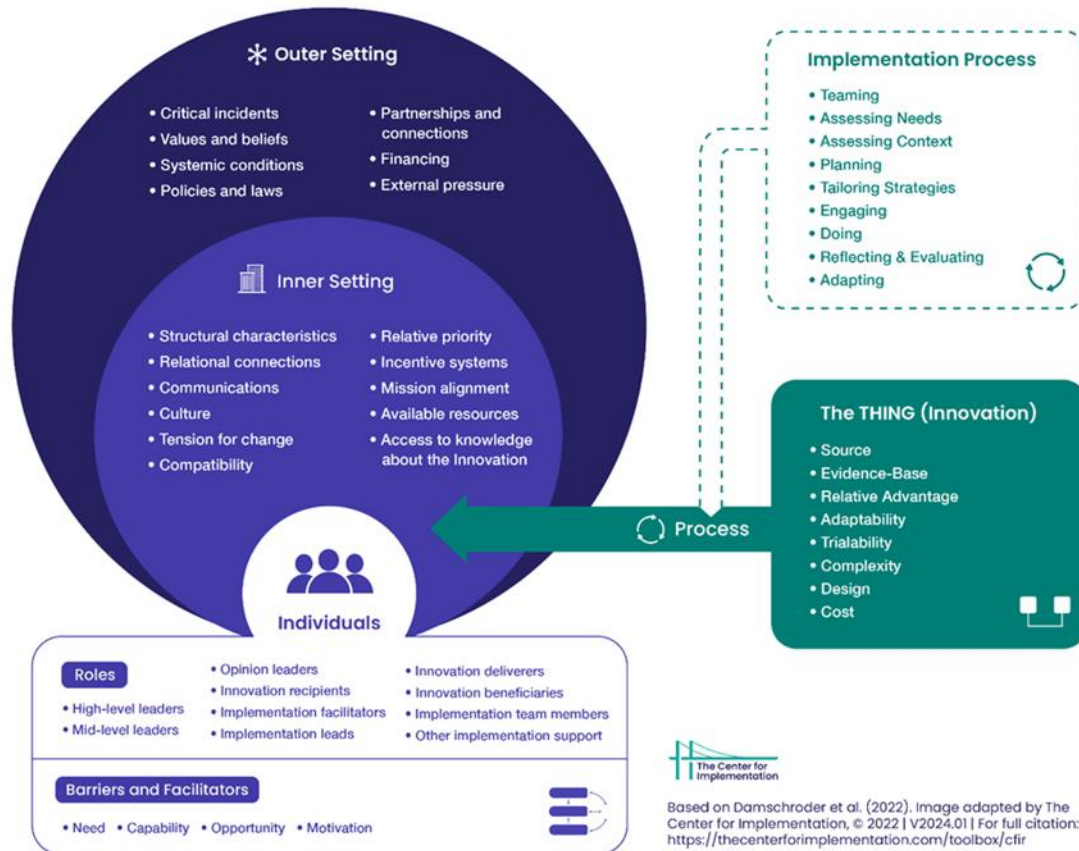 Outer Setting
• Critical incidents
• Values and beliefs
• Systemic conditions
• Policies and laws
• Partnerships and
connections
• Financing
• External pressure
Inner Setting
• Structural characteristics
• Relational connections
• Communications
• Culture
• Tension for change
• Compatibility
• Relative priority
• Incentive systems
• Mission alignment
• Available resources
• Access to knowledge
about the Innovation
Individuals
Roles
• High-level leaders
• Mid-level leaders
• Opinion leaders
• Innovation recipients
• Implementation facilitators
• Implementation leads
• Innovation deliverers
• Innovation beneficiaries
• Implementation team members
• Other implementation support
Barriers and Facilitators
• Need • Capability • Opportunity • Motivation
Implementation Process
• Teaming
• Assessing Needs
• Assessing Context
• Planning
• Tailoring Strategies
• Engaging
• Doing
• Reflecting & Evaluating
• Adapting
Process
The THING (Innovation)
• Source
• Evidence-Base
• Relative Advantage
• Adaptability
• Trialability
• Complexity
• Design
• Cost
The Center for
Implementation
Based on Damschroder et al. (2022). Image adapted by The
Center for Implementation, © 2022 | V2024.01 | For full citation:
https://thecenterforimplementation.com/toolbox/cfir